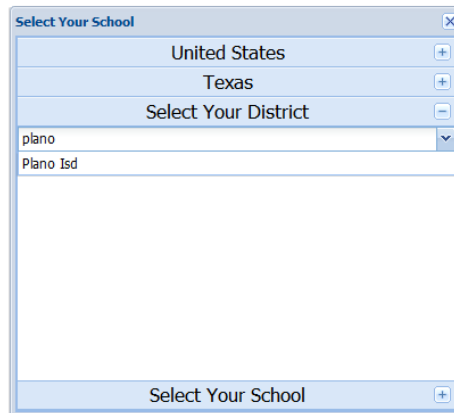 Select Your School
United States
Texas
Select Your District
plano
Plano Isd
Select Your School